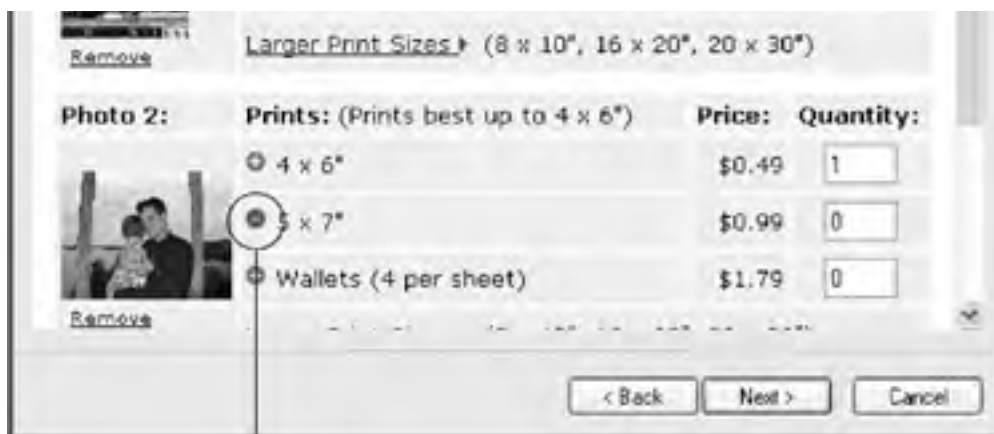 Remove
Larger Print Sizes (8 x 10", 16 x 20", 20 x 30")
Photo 2: Prints: (Prints best up to 4 x 6") Price: Quantity:
4 x 6" $0.49 1
5 x 7" $0.99 0
Wallets (4 per sheet) $1.79 0
Remove
< Back Next > Cancel